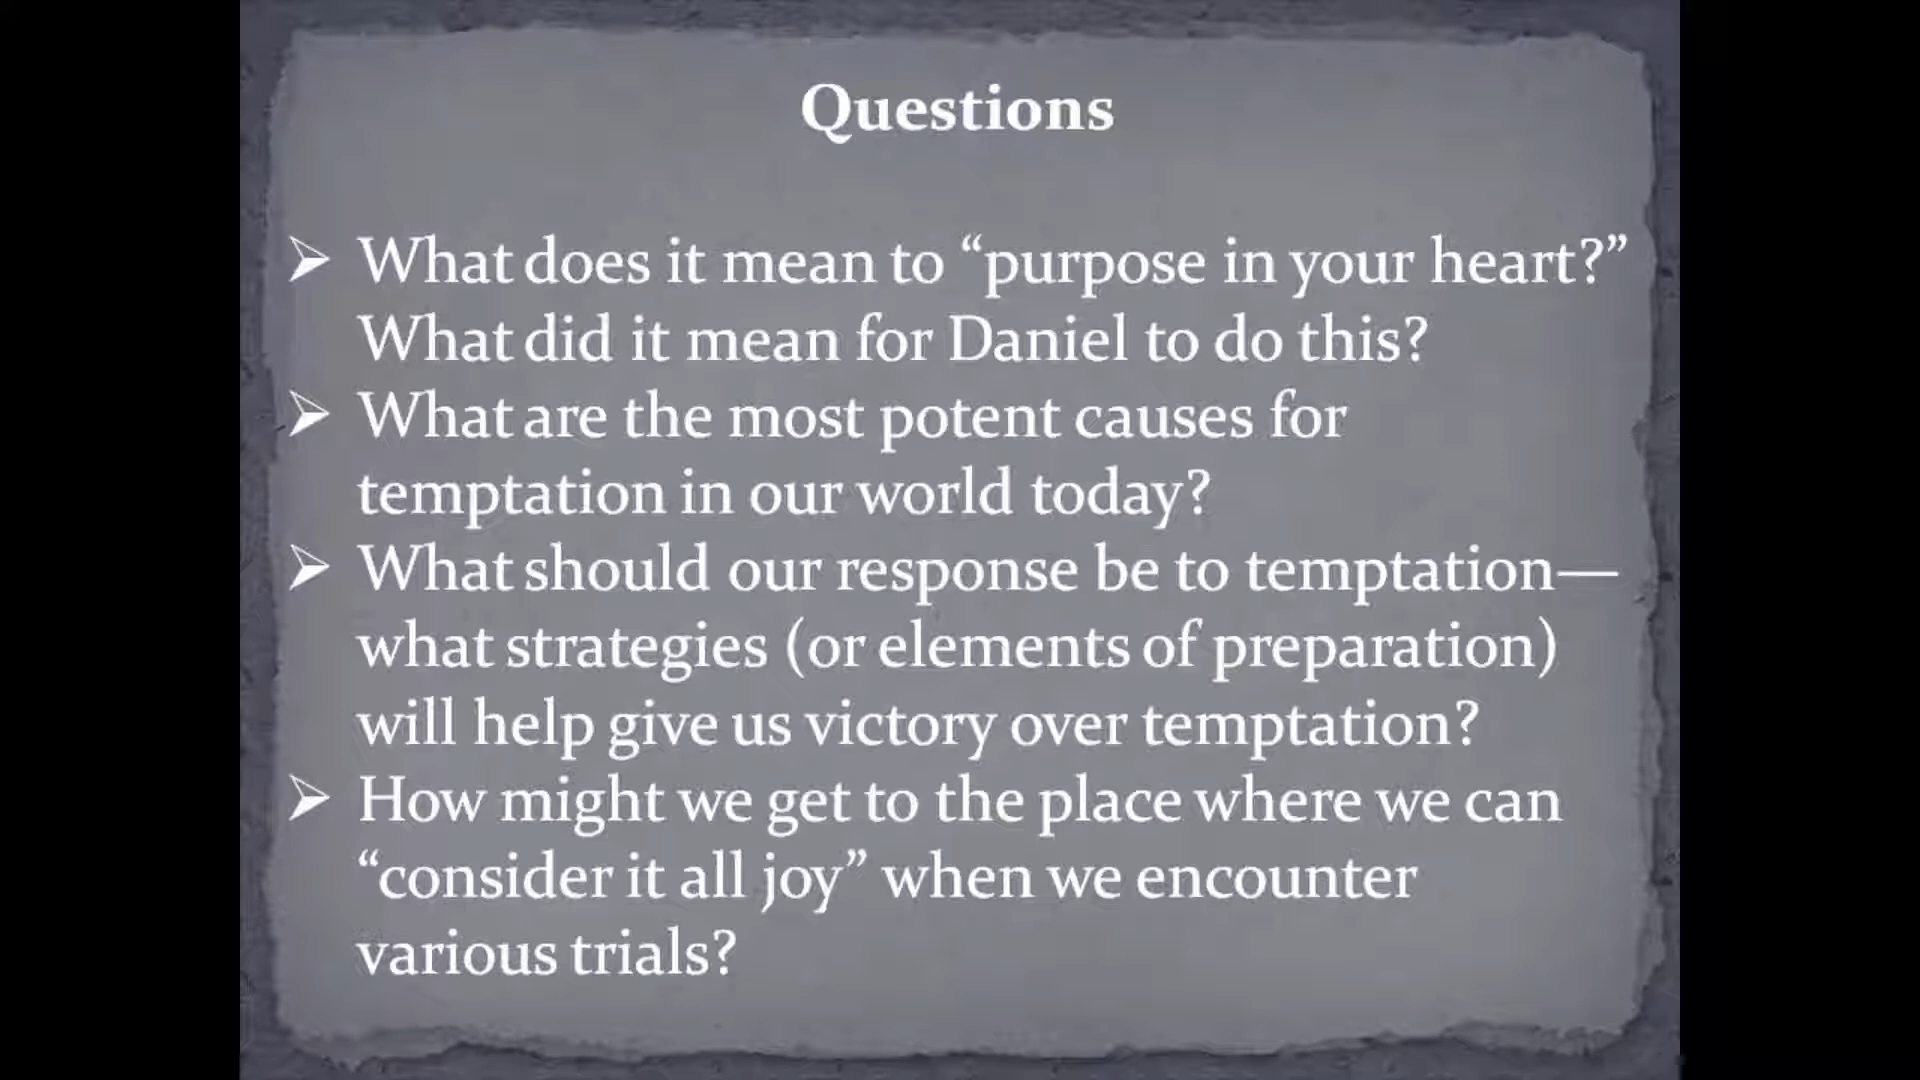 Questions
➢ What does it mean to “purpose in your heart?”
What did it mean for Daniel to do this?
➢ What are the most potent causes for
temptation in our world today?
➢ What should our response be to temptation—
what strategies (or elements of preparation)
will help give us victory over temptation?
➢ How might we get to the place where we can
“consider it all joy” when we encounter
various trials?